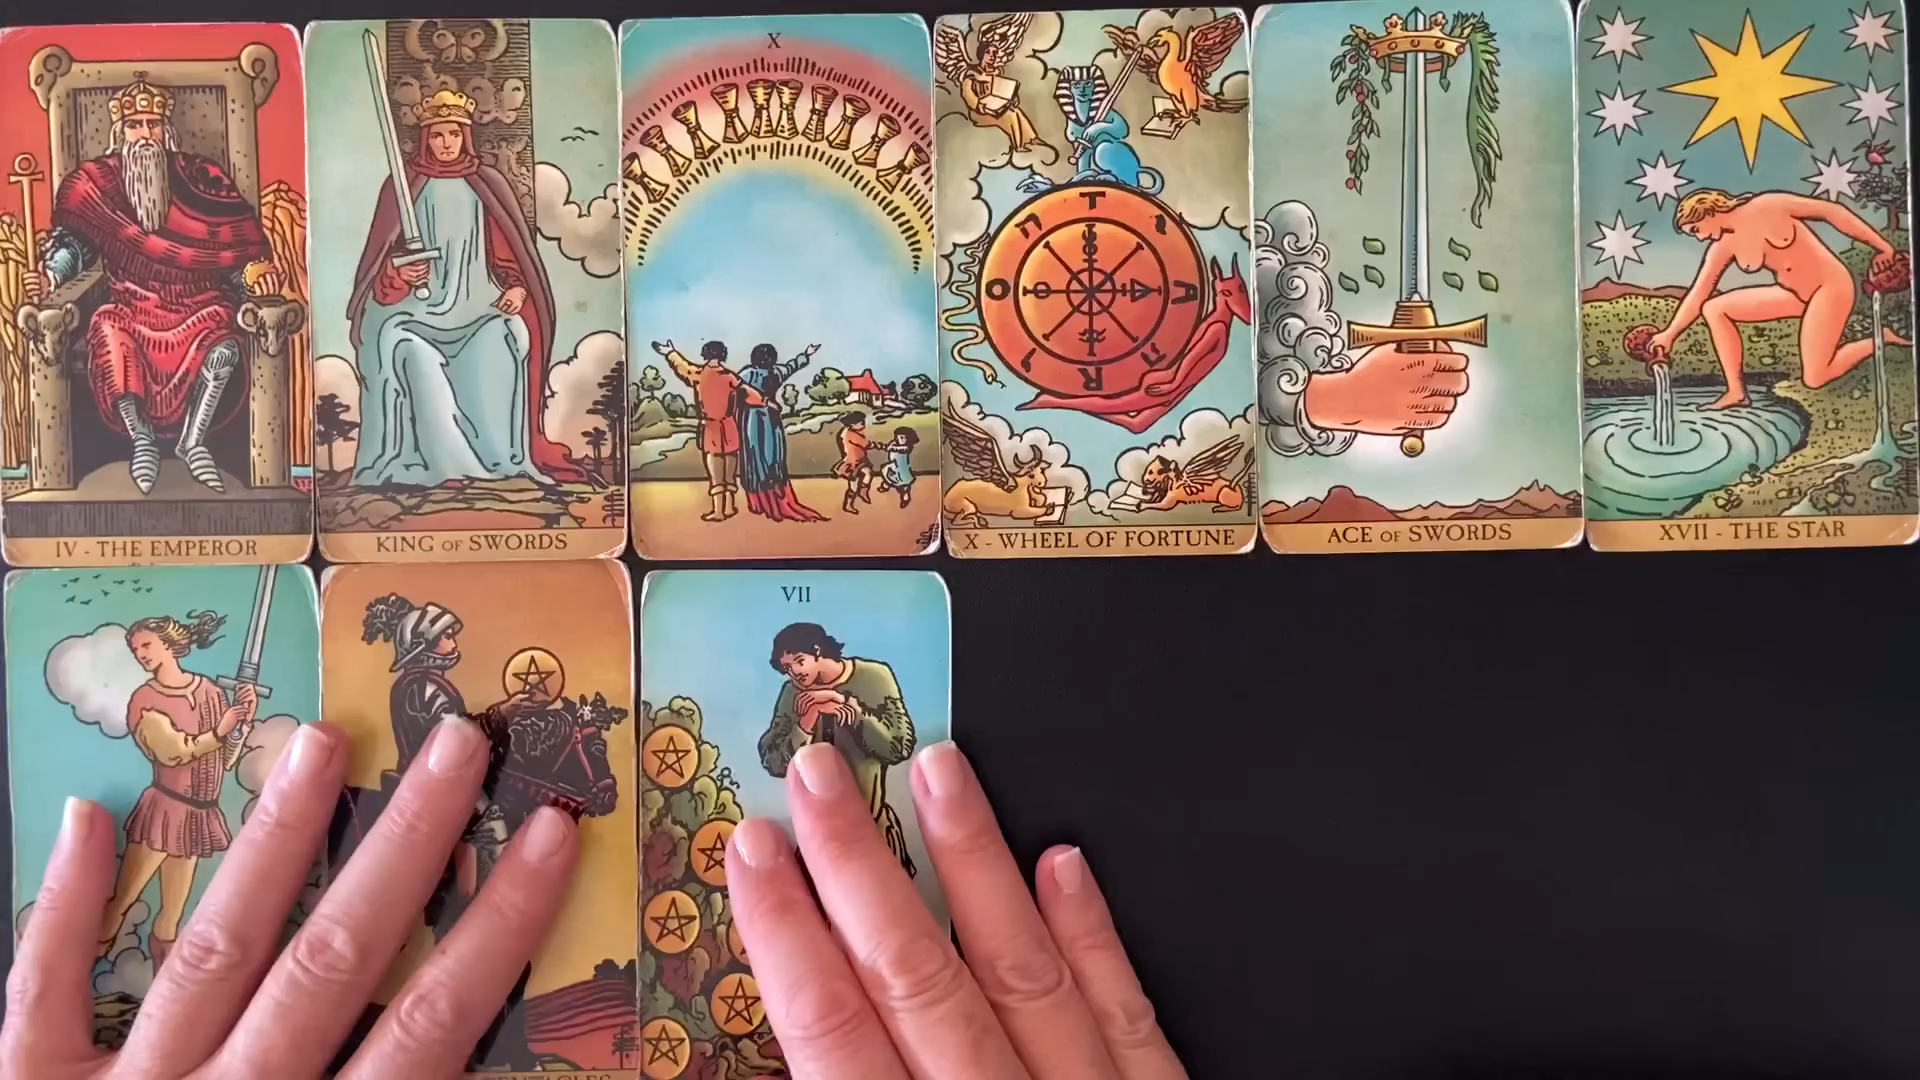 IV - THE EMPEROR
KING OF SWORDS
X
X - WHEEL OF FORTUNE
T
A
R
O
ACE OF SWORDS
XVII - THE STAR
VII